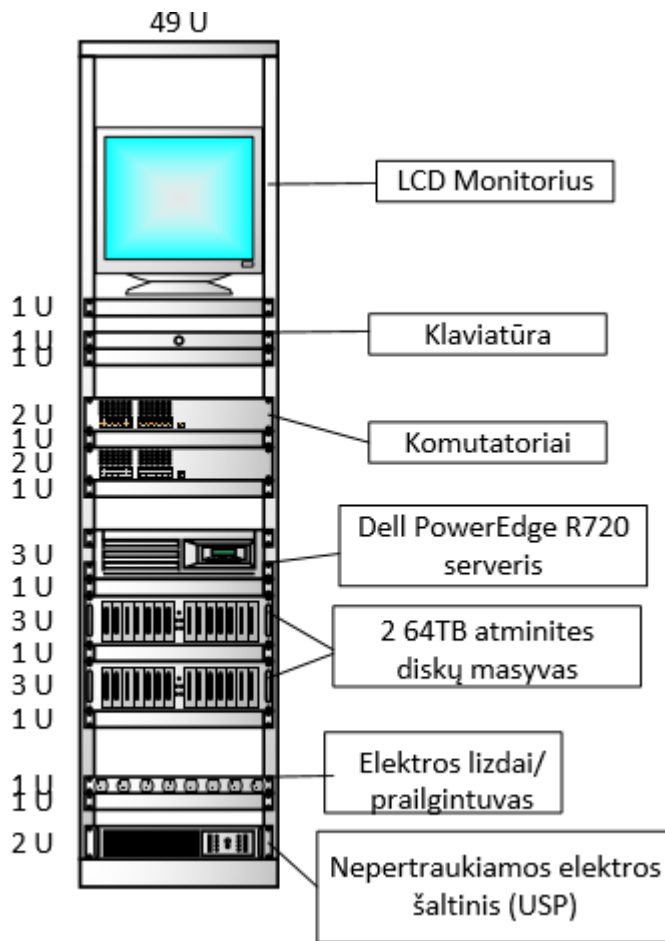 49 U
LCD Monitorius
1 U
1 U
Klaviatūra
1 U
2 U
1 U
Komutatoriai
2 U
1 U
Dell PowerEdge R720
serveris
3 U
1 U
3 U
2 64TB atminites
diskų masyvas
1 U
3 U
1 U
Elektros lizdai/
prailgintuvas
1 U
1 U
2 U
Nepertraukiamos elektros
šaltinis (USP)